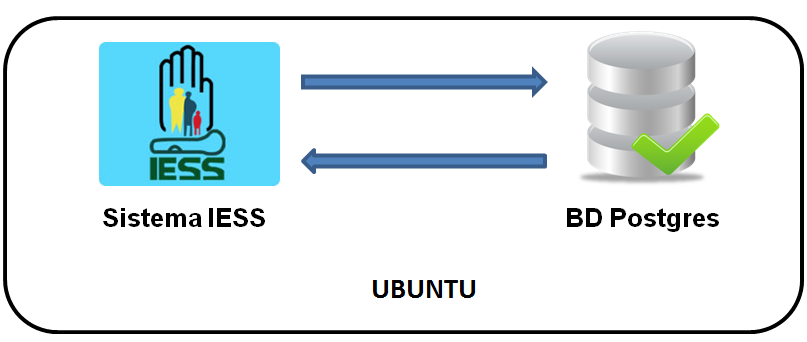 IESS
Sistema IESS
BD Postgres
UBUNTU